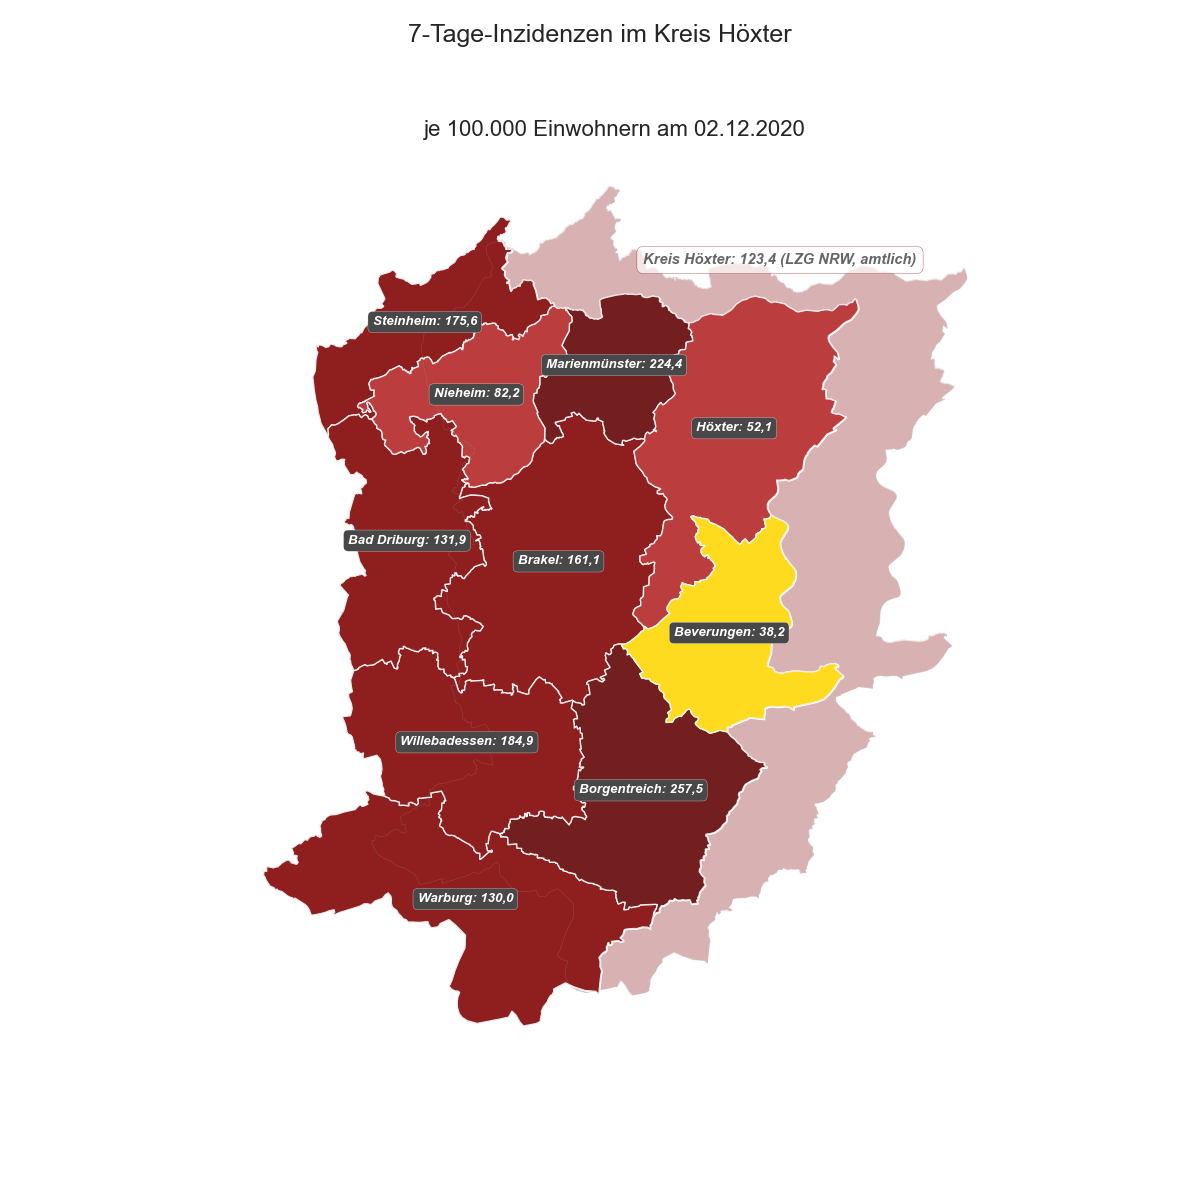 7-Tage-Inzidenzen im Kreis Höxter
je 100.000 Einwohnern am 02.12.2020
Kreis Höxter: 123,4 (LZG NRW, amtlich)
Steinheim: 175,6
Marienmünster: 224,4
Nieheim: 82,2
Höxter: 52,1
Bad Driburg: 131,9
Brakel: 161,1
Beverungen: 38,2
Willebadessen: 184,9
Borgentreich: 257,5
Warburg: 130,0